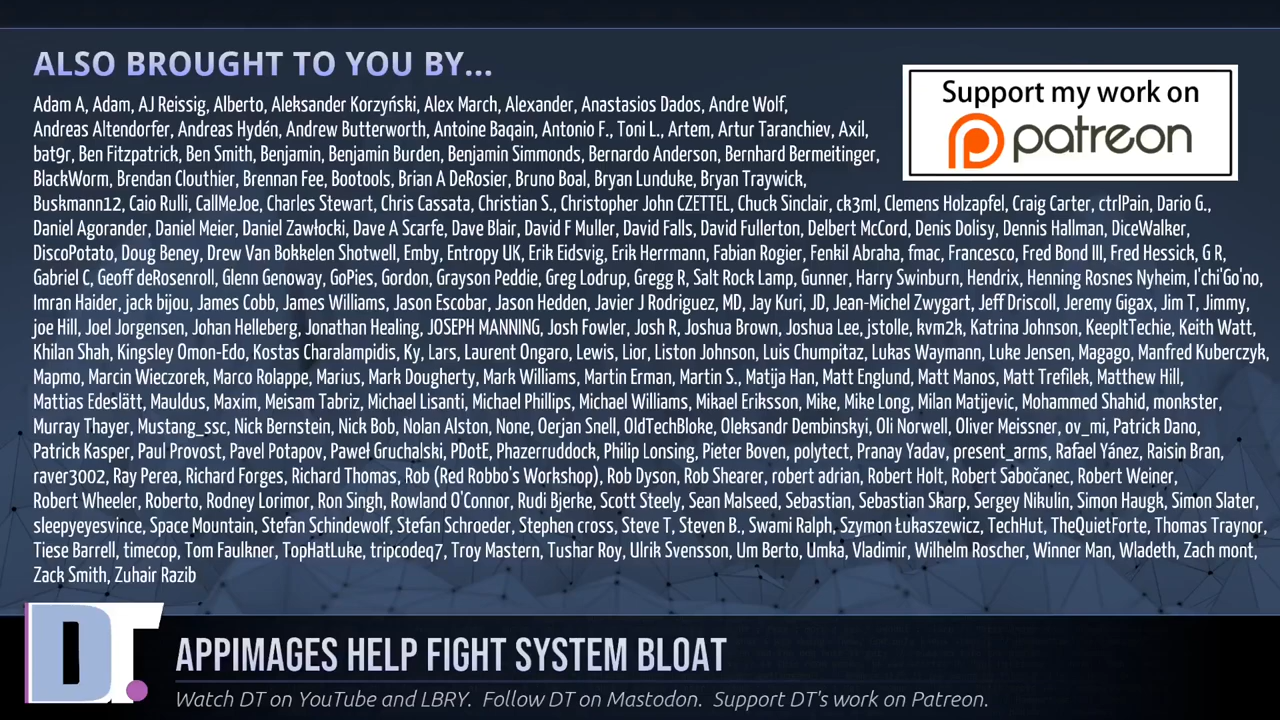 ALSO BROUGHT TO YOU BY...
Support my work on
patreon
Adam A, Adam, AJ Reissig, Alberto, Aleksander Korzyński, Alex March, Alexander, Anastasios Dados, Andre Wolf,
Andreas Altendorfer, Andreas Hydén, Andrew Butterworth, Antoine Baqain, Antonio F., Toni L., Artem, Artur Taranchiev, Axil,
bat9r, Ben Fitzpatrick, Ben Smith, Benjamin, Benjamin Burden, Benjamin Simmonds, Bernardo Anderson, Bernhard Bermeitinger,
BlackWorm, Brendan Clouthier, Brennan Fee, Bootools, Brian A DeRosier, Bruno Boal, Bryan Lunduke, Bryan Traywick,
Buskmann12, Caio Rulli, CallMeJoe, Charles Stewart, Chris Cassata, Christian S., Christopher John CZETTEL, Chuck Sinclair, ck3ml, Clemens Holzapfel, Craig Carter, ctrlPain, Dario G.,
Daniel Agorander, Daniel Meier, Daniel Zawłocki, Dave A Scarfe, Dave Blair, David F Muller, David Falls, David Fullerton, Delbert McCord, Denis Dolisy, Dennis Hallman, DiceWalker,
DiscoPotato, Doug Beney, Drew Van Bokkelen Shotwell, Emby, Entropy UK, Erik Eidsvig, Erik Herrmann, Fabian Rogier, Fenkil Abraha, fmac, Francesco, Fred Bond III, Fred Hessick, G R,
Gabriel C, Geoff deRosenroll, Glenn Genoway, GoPies, Gordon, Grayson Peddie, Greg Lodrup, Gregg R, Salt Rock Lamp, Gunner, Harry Swinburn, Hendrix, Henning Rosnes Nyheim, I'chi'Go'no,
Imran Haider, jack bijou, James Cobb, James Williams, Jason Escobar, Jason Hedden, Javier J Rodriguez, MD, Jay Kuri, JD, Jean-Michel Zwygart, Jeff Driscoll, Jeremy Gigax, Jim T, Jimmy,
joe Hill, Joel Jorgensen, Johan Helleberg, Jonathan Healing, JOSEPH MANNING, Josh Fowler, Josh R, Joshua Brown, Joshua Lee, jstolle, kvm2k, Katrina Johnson, KeepItTechie, Keith Watt,
Khilan Shah, Kingsley Omon-Edo, Kostas Charalampidis, Ky, Lars, Laurent Ongaro, Lewis, Lior, Liston Johnson, Luis Chumpitaz, Lukas Waymann, Luke Jensen, Magago, Manfred Kuberczyk,
Mapmo, Marcin Wieczorek, Marco Rolappe, Marius, Mark Dougherty, Mark Williams, Martin Erman, Martin S., Matija Han, Matt Englund, Matt Manos, Matt Trefilek, Matthew Hill,
Mattias Edeslätt, Mauldus, Maxim, Meisam Tabriz, Michael Lisanti, Michael Phillips, Michael Williams, Mikael Eriksson, Mike, Mike Long, Milan Matijevic, Mohammed Shahid, monkster,
Murray Thayer, Mustang_ssc, Nick Bernstein, Nick Bob, Nolan Alston, None, Oerjan Snell, OldTechBloke, Oleksandr Dembinskyi, Oli Norwell, Oliver Meissner, ov_mi, Patrick Dano,
Patrick Kasper, Paul Provost, Pavel Potapov, Paweł Gruchalski, PDotE, Phazerruddock, Philip Lonsing, Pieter Boven, polytect, Pranay Yadav, present_arms, Rafael Yánez, Raisin Bran,
raver3002, Ray Perea, Richard Forges, Richard Thomas, Rob (Red Robbo's Workshop), Rob Dyson, Rob Shearer, robert adrian, Robert Holt, Robert Sabočanec, Robert Weiner,
Robert Wheeler, Roberto, Rodney Lorimor, Ron Singh, Rowland O'Connor, Rudi Bjerke, Scott Steely, Sean Malseed, Sebastian, Sebastian Skarp, Sergey Nikulin, Simon Haugk, Simon Slater,
sleepyeyesvince, Space Mountain, Stefan Schindewolf, Stefan Schroeder, Stephen cross, Steve T, Steven B., Swami Ralph, Szymon Łukaszewicz, TechHut, TheQuietForte, Thomas Traynor,
Tiese Barrell, timecop, Tom Faulkner, TopHatLuke, tripcodeq7, Troy Mastern, Tushar Roy, Ulrik Svensson, Um Berto, Umka, Vladimir, Wilhelm Roscher, Winner Man, Wladeth, Zach mont,
Zack Smith, Zuhair Razib
DT.
APPIMAGES HELP FIGHT SYSTEM BLOAT
Watch DT on YouTube and LBRY. Follow DT on Mastodon. Support DT's work on Patreon.